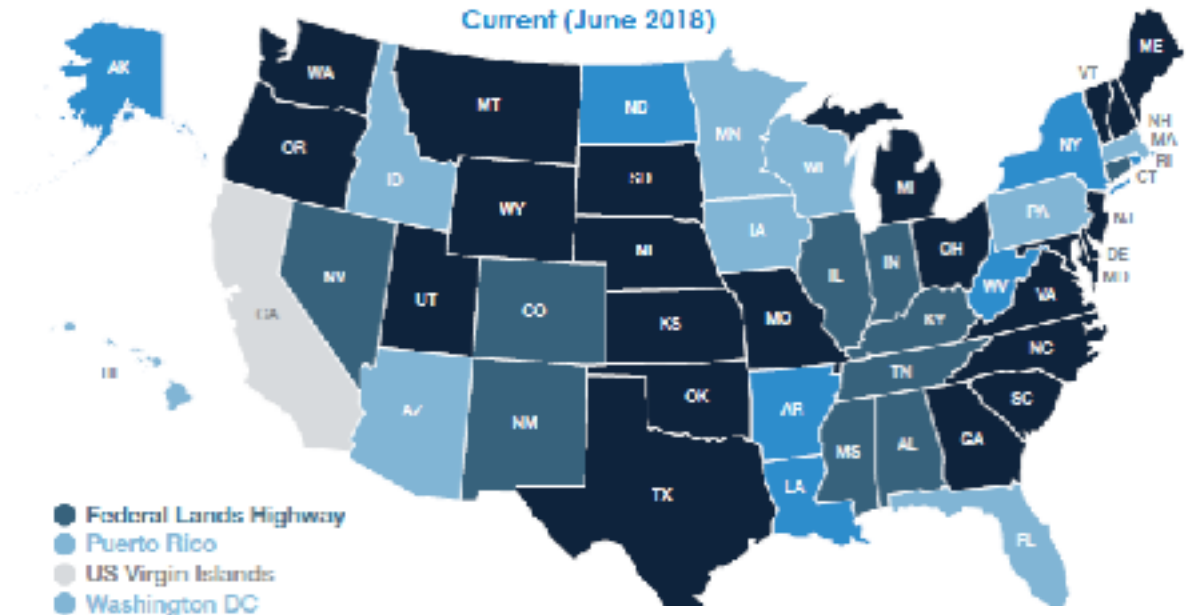 Current (June 2018)
AK
WA
MT
ND
MN
ME
VT
NH
MA
RI
CT
NY
OR
ID
SD
WI
MI
WY
IA
PA
NJ
NV
UT
CO
IL
IN
OH
DE
MD
WV
VA
CA
KS
MO
KY
NC
TN
AZ
NM
OK
AR
SC
MS
AL
GA
TX
LA
FL
Federal Lands Highway
Puerto Rico
US Virgin Islands
Washington DC